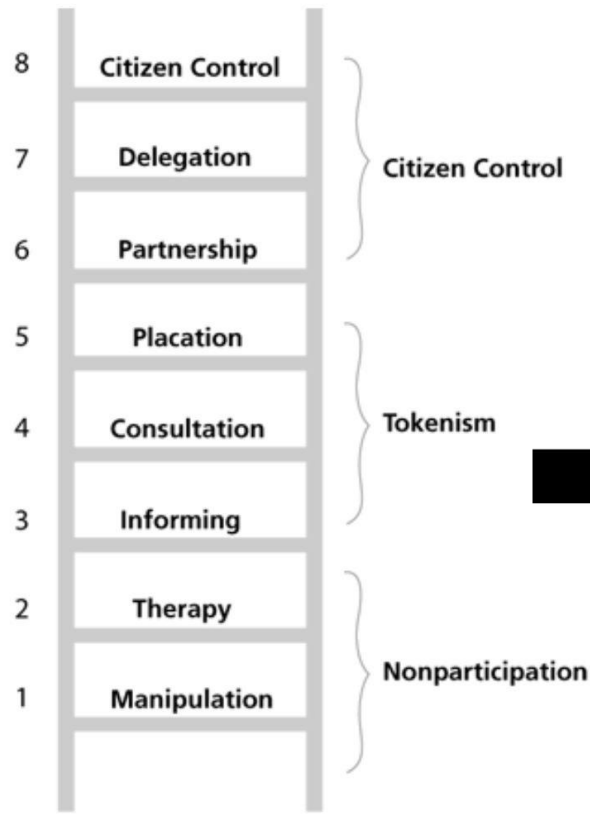 8 Citizen Control
7 Delegation
Citizen Control
6 Partnership
5 Placation
4 Consultation
Tokenism
3 Informing
2 Therapy
Nonparticipation
1 Manipulation